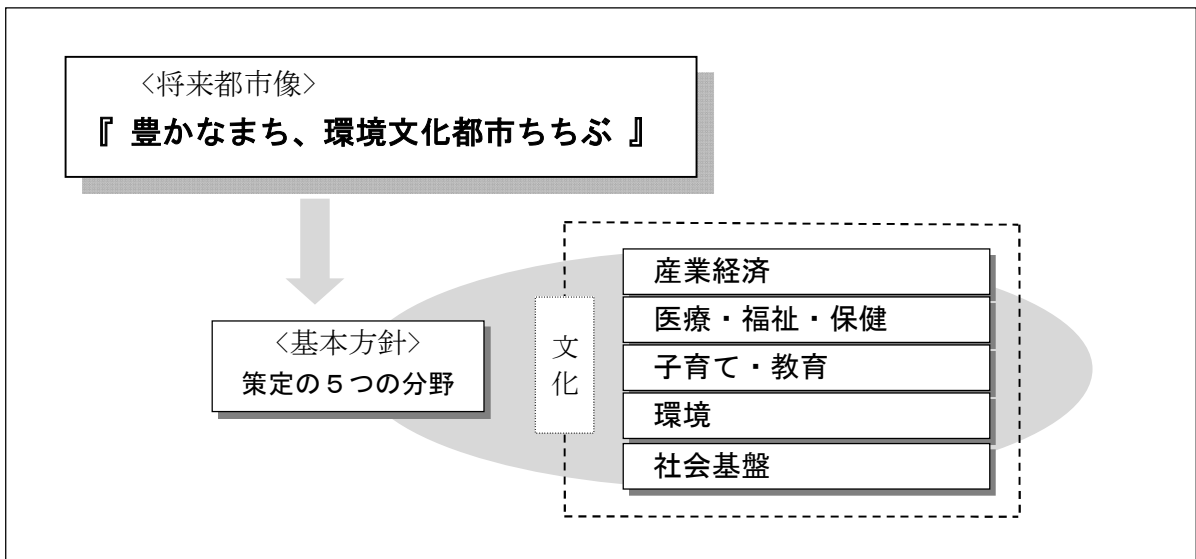 〈将来都市像〉
『 豊かなまち、環境文化都市ちちぶ 』
〈基本方針〉
策定の５つの分野
文化
産業経済
医療・福祉・保健
子育て・教育
環境
社会基盤